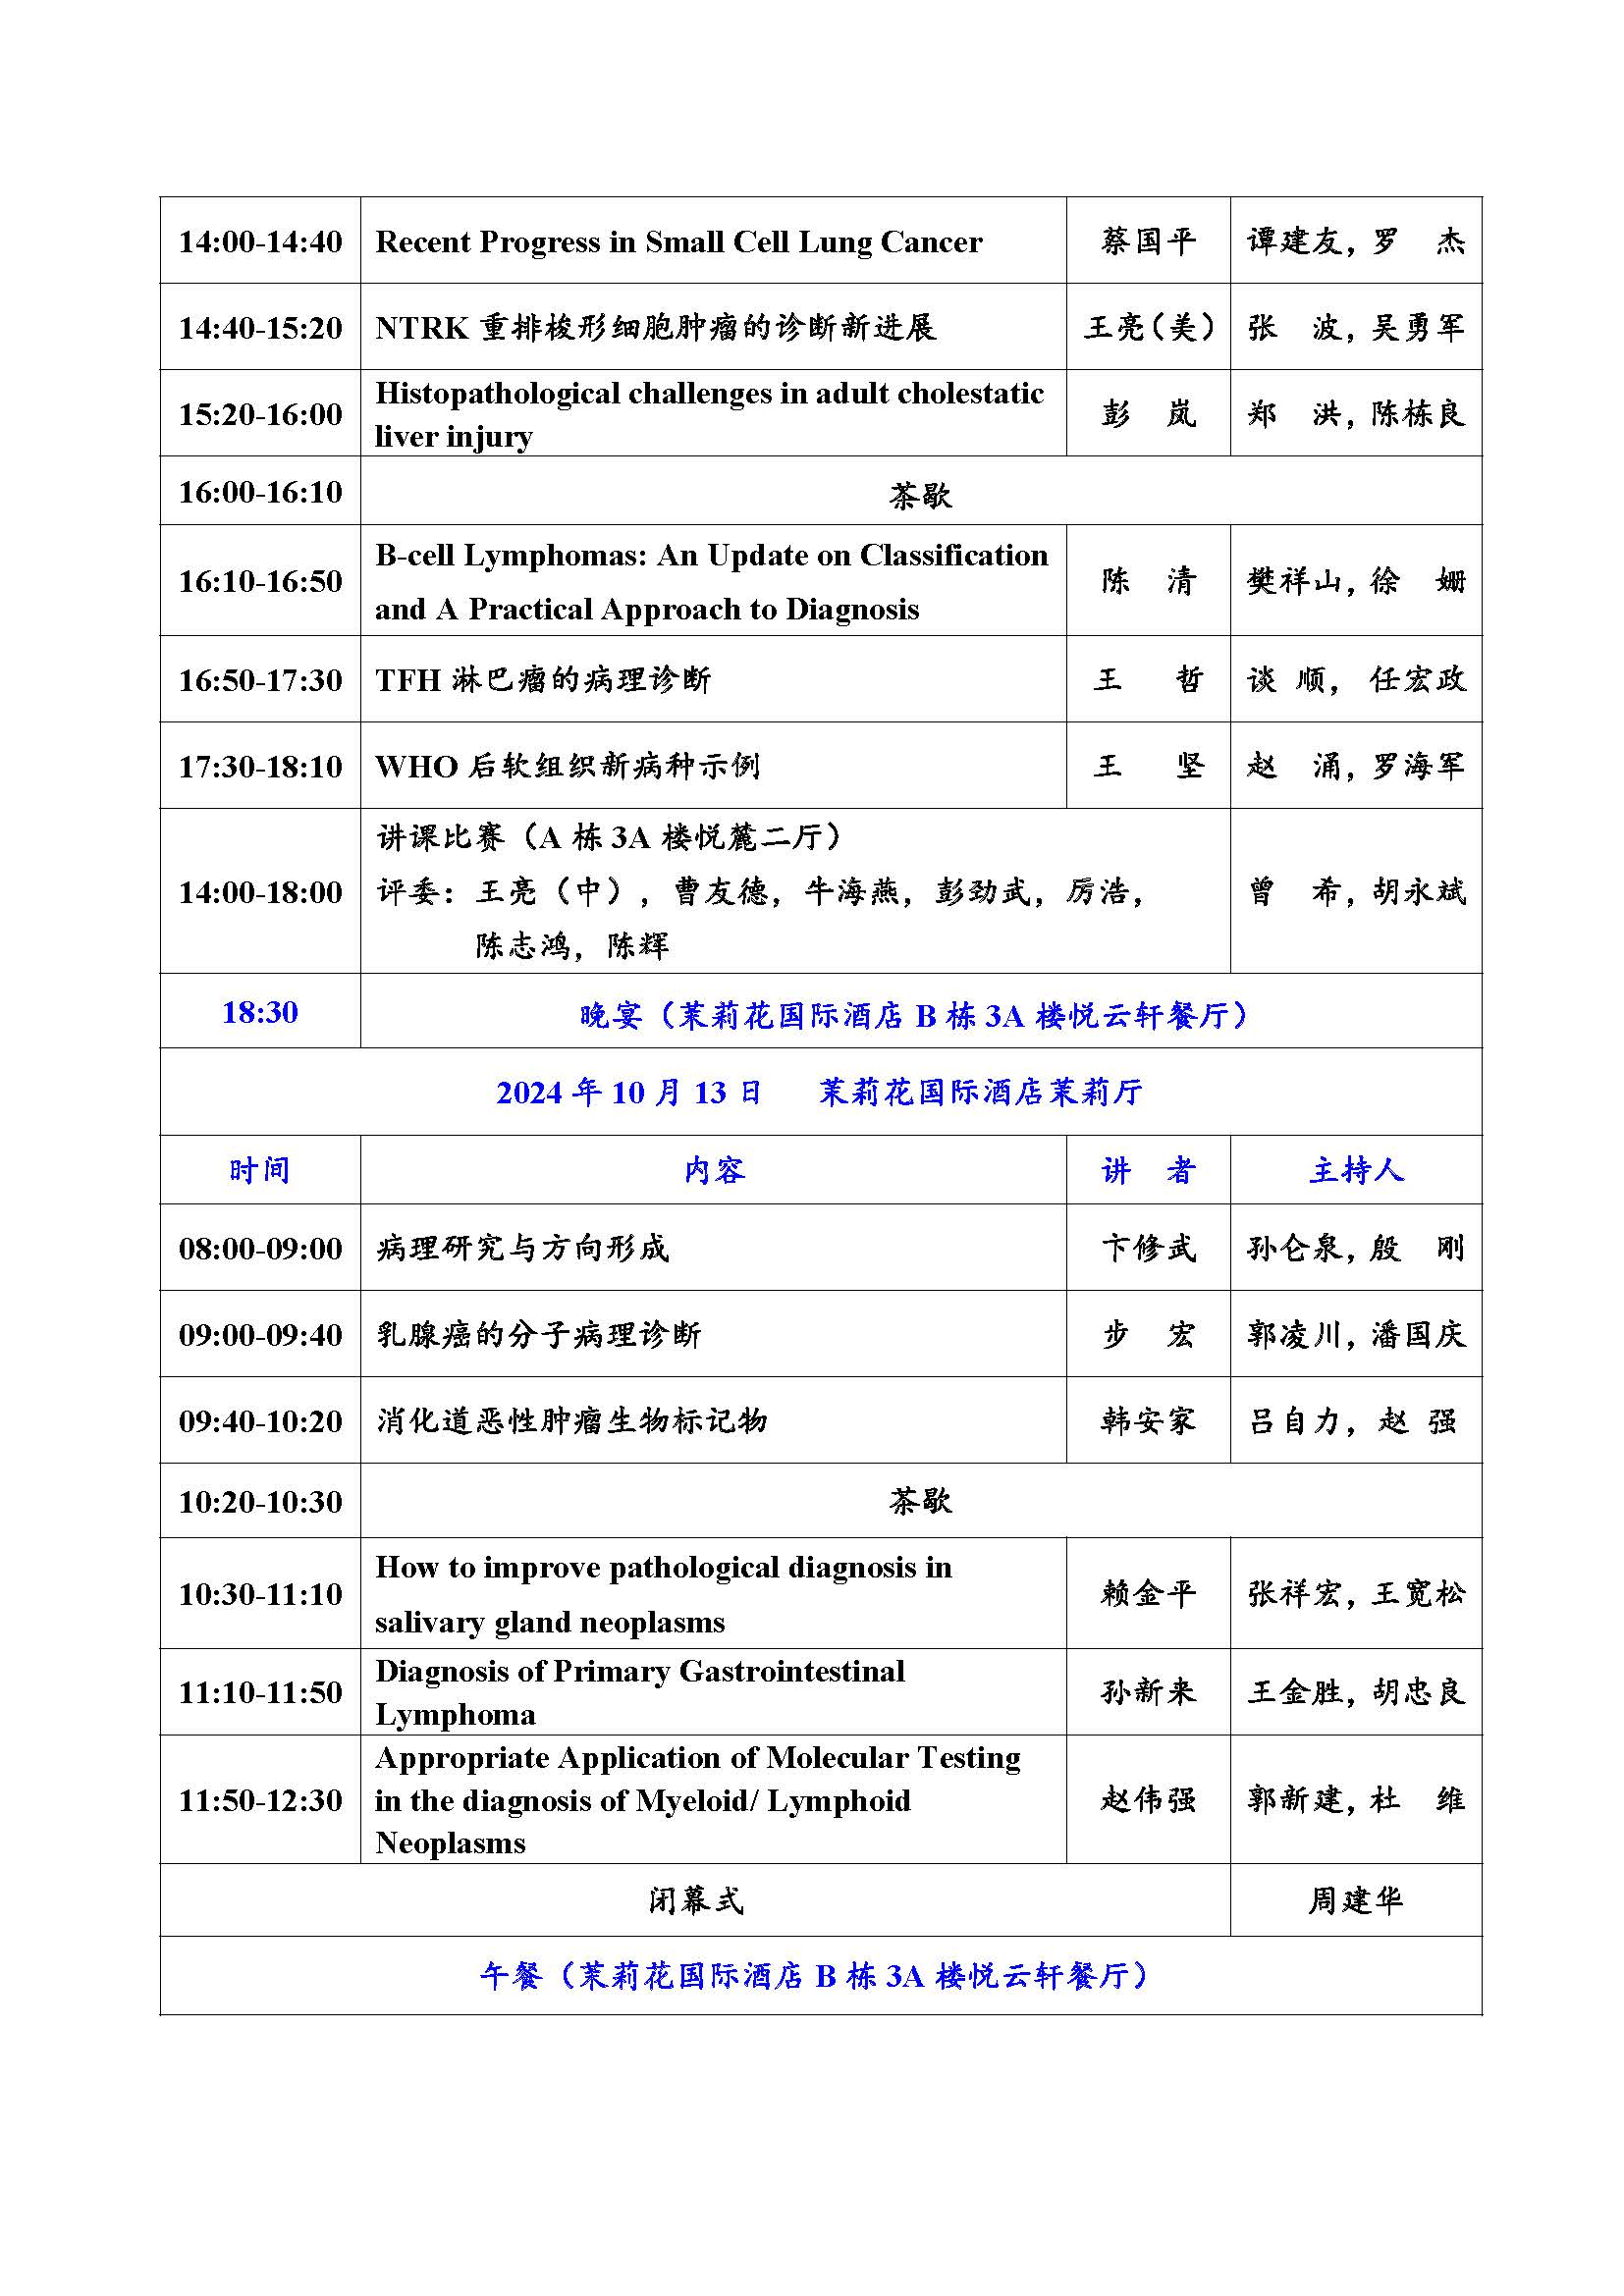 14:00-14:40 Recent Progress in Small Cell Lung Cancer 蔡国平 谭建友，罗　杰
14:40-15:20 NTRK 重排梭形细胞肿瘤的诊断新进展 王亮（美） 张　波，吴勇军
15:20-16:00 Histopathological challenges in adult cholestatic
liver injury 彭　岚 郑　洪，陈栋良
16:00-16:10 茶歇
16:10-16:50 B-cell Lymphomas: An Update on Classification
and A Practical Approach to Diagnosis 陈　清 樊祥山，徐　姗
16:50-17:30 TFH 淋巴瘤的病理诊断 王　哲 谈 顺， 任宏政
17:30-18:10 WHO 后软组织新病种示例 王　坚 赵　涌，罗海军
14:00-18:00 讲课比赛（A 栋 3A 楼悦麓二厅）
评委：王亮（中），曹友德，牛海燕，彭劲武，厉浩，
陈志鸿，陈辉 曾　希，胡永斌
18:30 晚宴（茉莉花国际酒店 B 栋 3A 楼悦云轩餐厅）
2024 年 10 月 13 日　茉莉花国际酒店茉莉厅
时间 内容 讲　者 主持人
08:00-09:00 病理研究与方向形成 卞修武 孙仑泉，殷　刚
09:00-09:40 乳腺癌的分子病理诊断 步　宏 郭凌川，潘国庆
09:40-10:20 消化道恶性肿瘤生物标记物 韩安家 吕自力，赵 强
10:20-10:30 茶歇
10:30-11:10 How to improve pathological diagnosis in
salivary gland neoplasms 赖金平 张祥宏，王宽松
11:10-11:50 Diagnosis of Primary Gastrointestinal
Lymphoma 孙新来 王金胜，胡忠良
11:50-12:30 Appropriate Application of Molecular Testing
in the diagnosis of Myeloid/ Lymphoid
Neoplasms 赵伟强 郭新建，杜　维
闭幕式 周建华
午餐（茉莉花国际酒店 B 栋 3A 楼悦云轩餐厅）